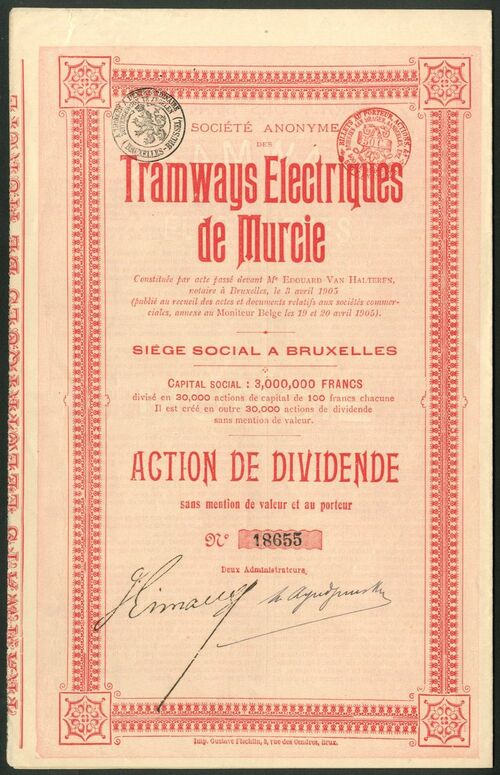 SOCIÉTÉ ANONYME
DES
Tramways Electriques
de Murcie
Constituée par acte passé devant Me EDOUARD VAN HALTEREN,
notaire à Bruxelles, le 3 avril 1905
(publié au recueil des actes et documents relatifs aux sociétés commer-
ciales, annexe au Moniteur Belge les 19 et 20 avril 1905).
SIÈGE SOCIAL A BRUXELLES
CAPITAL SOCIAL : 3,000,000 FRANCS
divisé en 30,000 actions de capital de 100 francs chacune
Il est créé en outre 30,000 actions de dividende
sans mention de valeur.
ACTION DE DIVIDENDE
sans mention de valeur et au porteur
No 18655
Deux Administrateurs,
Imp. Gustave Fischlin, 9, rue des Cendres, Brux.